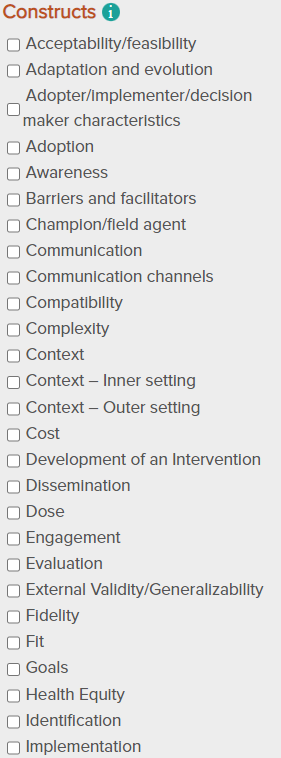 Constructs i
Acceptability/feasibility
Adaptation and evolution
Adopter/implementer/decision
maker characteristics
Adoption
Awareness
Barriers and facilitators
Champion/field agent
Communication
Communication channels
Compatibility
Complexity
Context
Context – Inner setting
Context – Outer setting
Cost
Development of an Intervention
Dissemination
Dose
Engagement
Evaluation
External Validity/Generalizability
Fidelity
Fit
Goals
Health Equity
Identification
Implementation